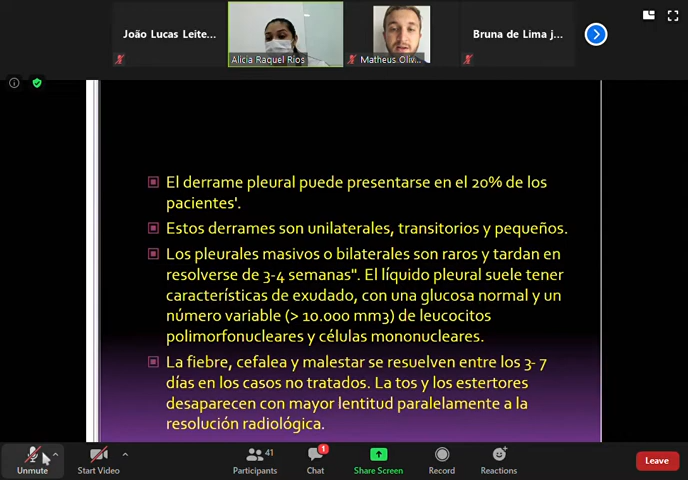 João Lucas Leite...
Alicia Raquel Rios
Matheus Oliv...
Bruna de Lima j...
El derrame pleural puede presentarse en el 20% de los
pacientes'.
Estos derrames son unilaterales, transitorios y pequeños.
Los pleurales masivos o bilaterales son raros y tardan en
resolverse de 3-4 semanas". El líquido pleural suele tener
características de exudado, con una glucosa normal y un
número variable (> 10.000 mm3) de leucocitos
polimorfonucleares y células mononucleares.
La fiebre, cefalea y malestar se resuelven entre los 3- 7
días en los casos no tratados. La tos y los estertores
desaparecen con mayor lentitud paralelamente a la
resolución radiológica.
Unmute
Start Video
Participants
41
Chat
1
Share Screen
Record
Reactions
Leave